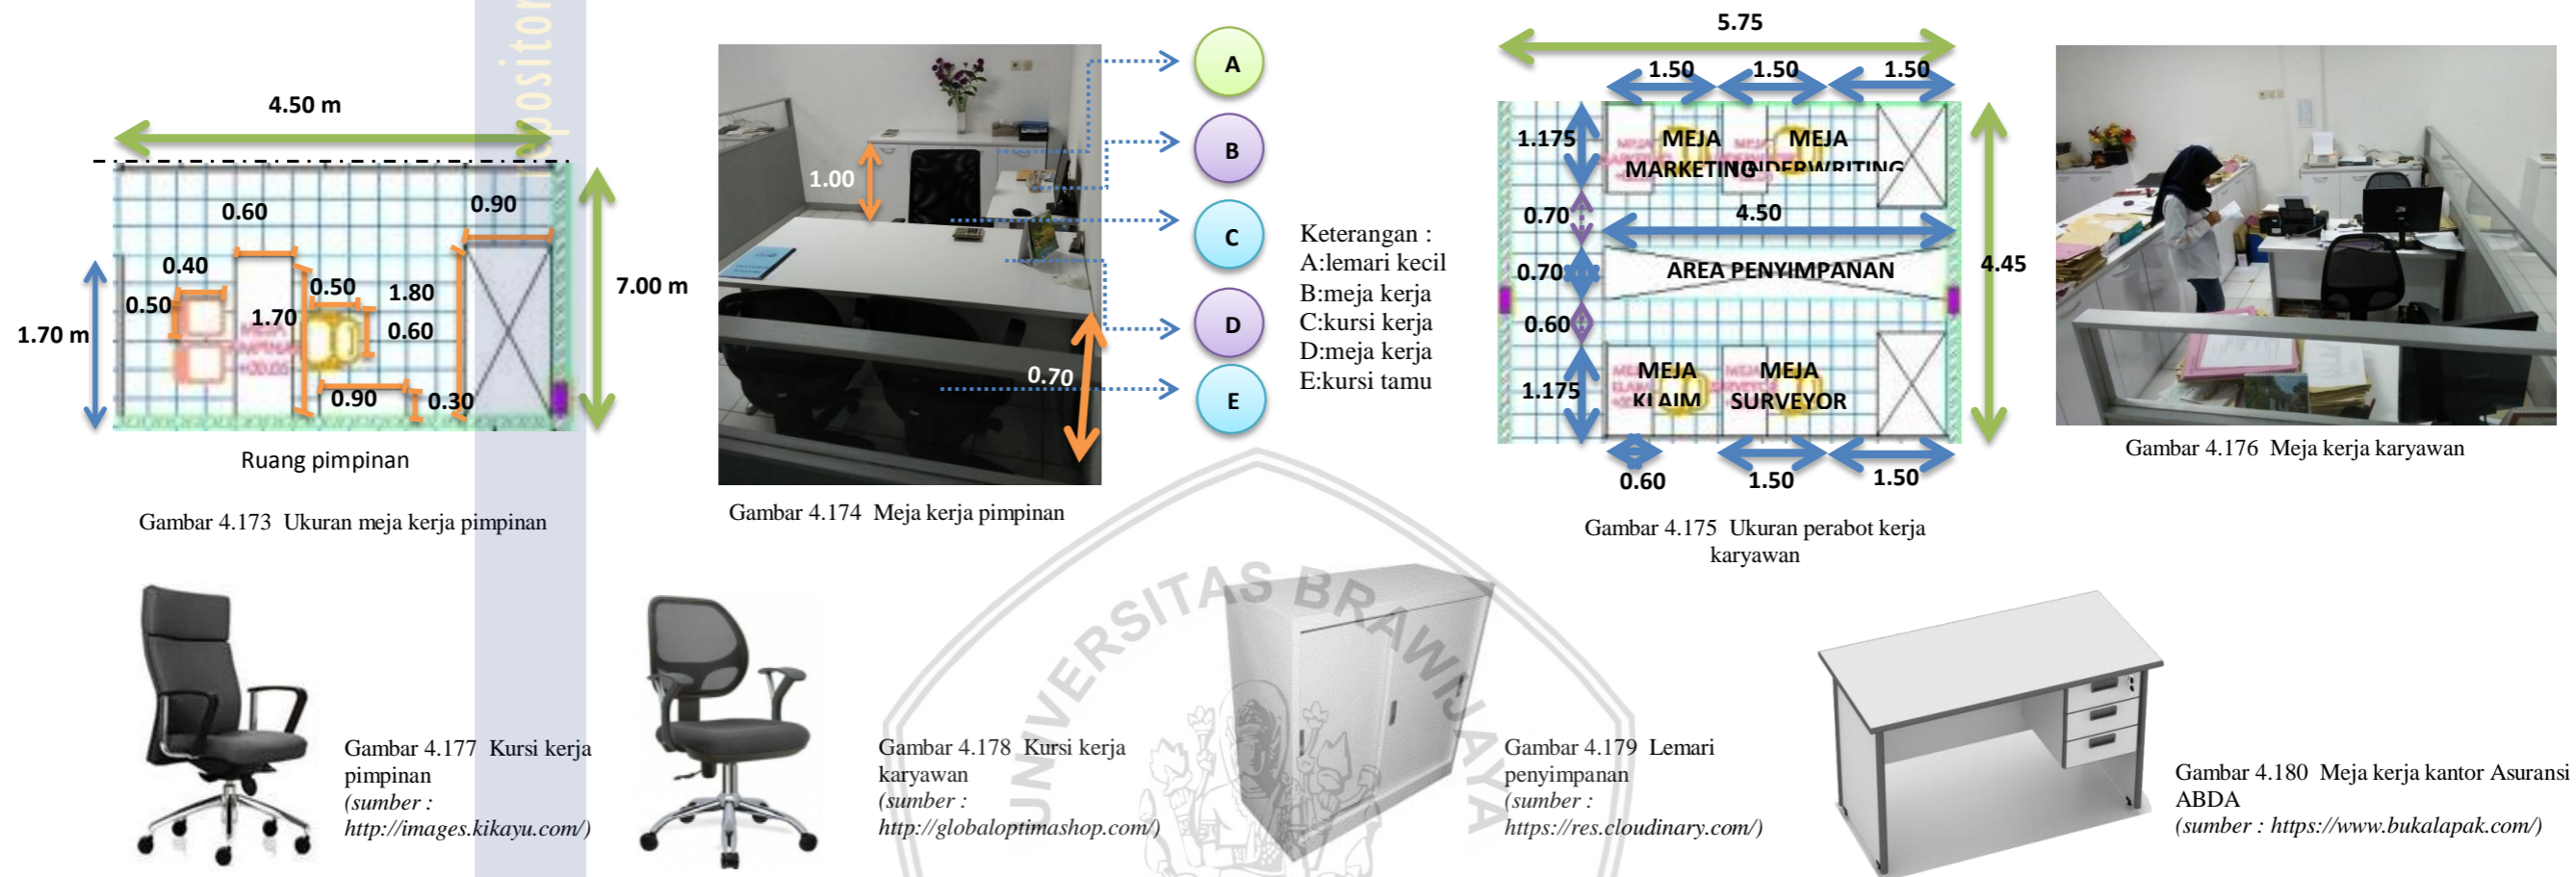 repositor
4.50 m
0.60
0.90
0.40
0.50
0.50
1.80
1.70
0.60
1.70 m
0.90
0.30
7.00 m
Ruang pimpinan
Gambar 4.173 Ukuran meja kerja pimpinan
1.00
0.70
A
B
C
D
E
Gambar 4.174 Meja kerja pimpinan
Keterangan :
A:lemari kecil
B:meja kerja
C:kursi kerja
D:meja kerja
E:kursi tamu
5.75
1.50
1.50
1.50
1.175
MEJA
MARKETING
MEJA
UNDERWRITING
0.70
4.50
0.70
AREA PENYIMPANAN
4.45
0.60
1.175
MEJA
KLAIM
MEJA
SURVEYOR
0.60
1.50
1.50
Gambar 4.175 Ukuran perabot kerja
karyawan
Gambar 4.176 Meja kerja karyawan
Gambar 4.177 Kursi kerja
pimpinan
(sumber :
http://images.kikayu.com/)
Gambar 4.178 Kursi kerja
karyawan
(sumber :
http://globaloptimashop.com/)
Gambar 4.179 Lemari
penyimpanan
(sumber :
https://res.cloudinary.com/)
Gambar 4.180 Meja kerja kantor Asuransi
ABDA
(sumber : https://www.bukalapak.com/)
UNIVERSITAS BRAWIJAYA